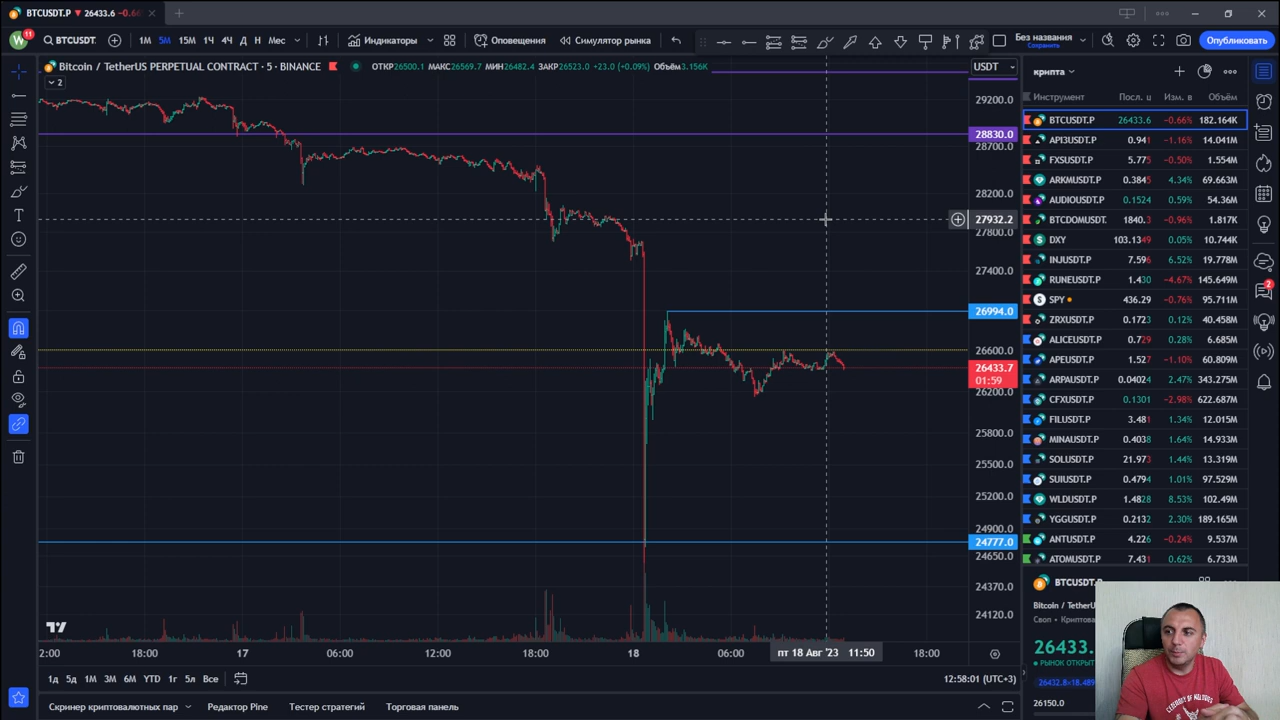 BTCUSDT.P ▼ 26433.6 −0.66
W 11
BTCUSDT. 1М 5М 15М 1Ч 4Ч Д Н Мес Индикаторы Оповещения Симулятор рынка Без названия Сохранить Опубликовать
Bitcoin / TetherUS PERPETUAL CONTRACT · 5 · BINANCE ОТКР26500.1 МАКС26569.7 МИН26482.4 ЗАКР26523.0 +23.0 (+0.09%) Объём3.156K
2
USDT
29200.0
28830.0
28700.0
28200.0
27932.2
27800.0
27400.0
26994.0
26600.0
26433.7
01:59
26200.0
25800.0
25500.0
25200.0
24900.0
24777.0
24650.0
24370.0
24120.0
2:00 18:00 17 06:00 12:00 18:00 18 06:00 пт 18 Авг '23 11:50 18:00
1д 5д 1М 3М 6М YTD 1г 5л Все 12:58:01 (UTC+3)
Скринер криптовалютных пар Редактор Pine Тестер стратегий Торговая панель
крипта
Инструмент Посл. ц Изм. в Объём
BTCUSDT.P 26433.6 −0.66% 182.164K
API3USDT.P 0.941 −1.16% 14.041M
FXSUSDT.P 5.775 −0.50% 1.554M
ARKMUSDT.P 0.3845 4.34% 69.663M
AUDIOUSDT.P 0.1524 0.59% 54.36M
BTCDOMUSDT. 1840.3 −0.96% 1.817K
DXY 103.1349 0.05% 10.744K
INJUSDT.P 7.596 6.52% 19.778M
RUNEUSDT.P 1.430 −4.67% 145.649M
SPY 436.29 −0.76% 95.711M
ZRXUSDT.P 0.1723 0.12% 40.458M
ALICEUSDT.P 0.729 0.28% 6.685M
APEUSDT.P 1.527 −1.10% 60.809M
ARPAUSDT.P 0.04024 2.47% 343.275M
CFXUSDT.P 0.1301 −2.98% 622.687M
FILUSDT.P 3.481 1.34% 12.015M
MINAUSDT.P 0.4038 1.64% 14.933M
SOLUSDT.P 21.973 1.44% 13.319M
SUIUSDT.P 0.4794 1.01% 97.529M
WLDUSDT.P 1.4828 8.53% 102.49M
YGGUSDT.P 0.2132 2.30% 189.165M
ANTUSDT.P 4.226 −0.24% 9.537M
ATOMUSDT.P 7.431 0.62% 6.733M
2
BTCUSDT.P
Bitcoin / TetherU
Своп · Криптова
26433.
РЫНОК ОТКРЫТ
26432.8×18.489
26150.0